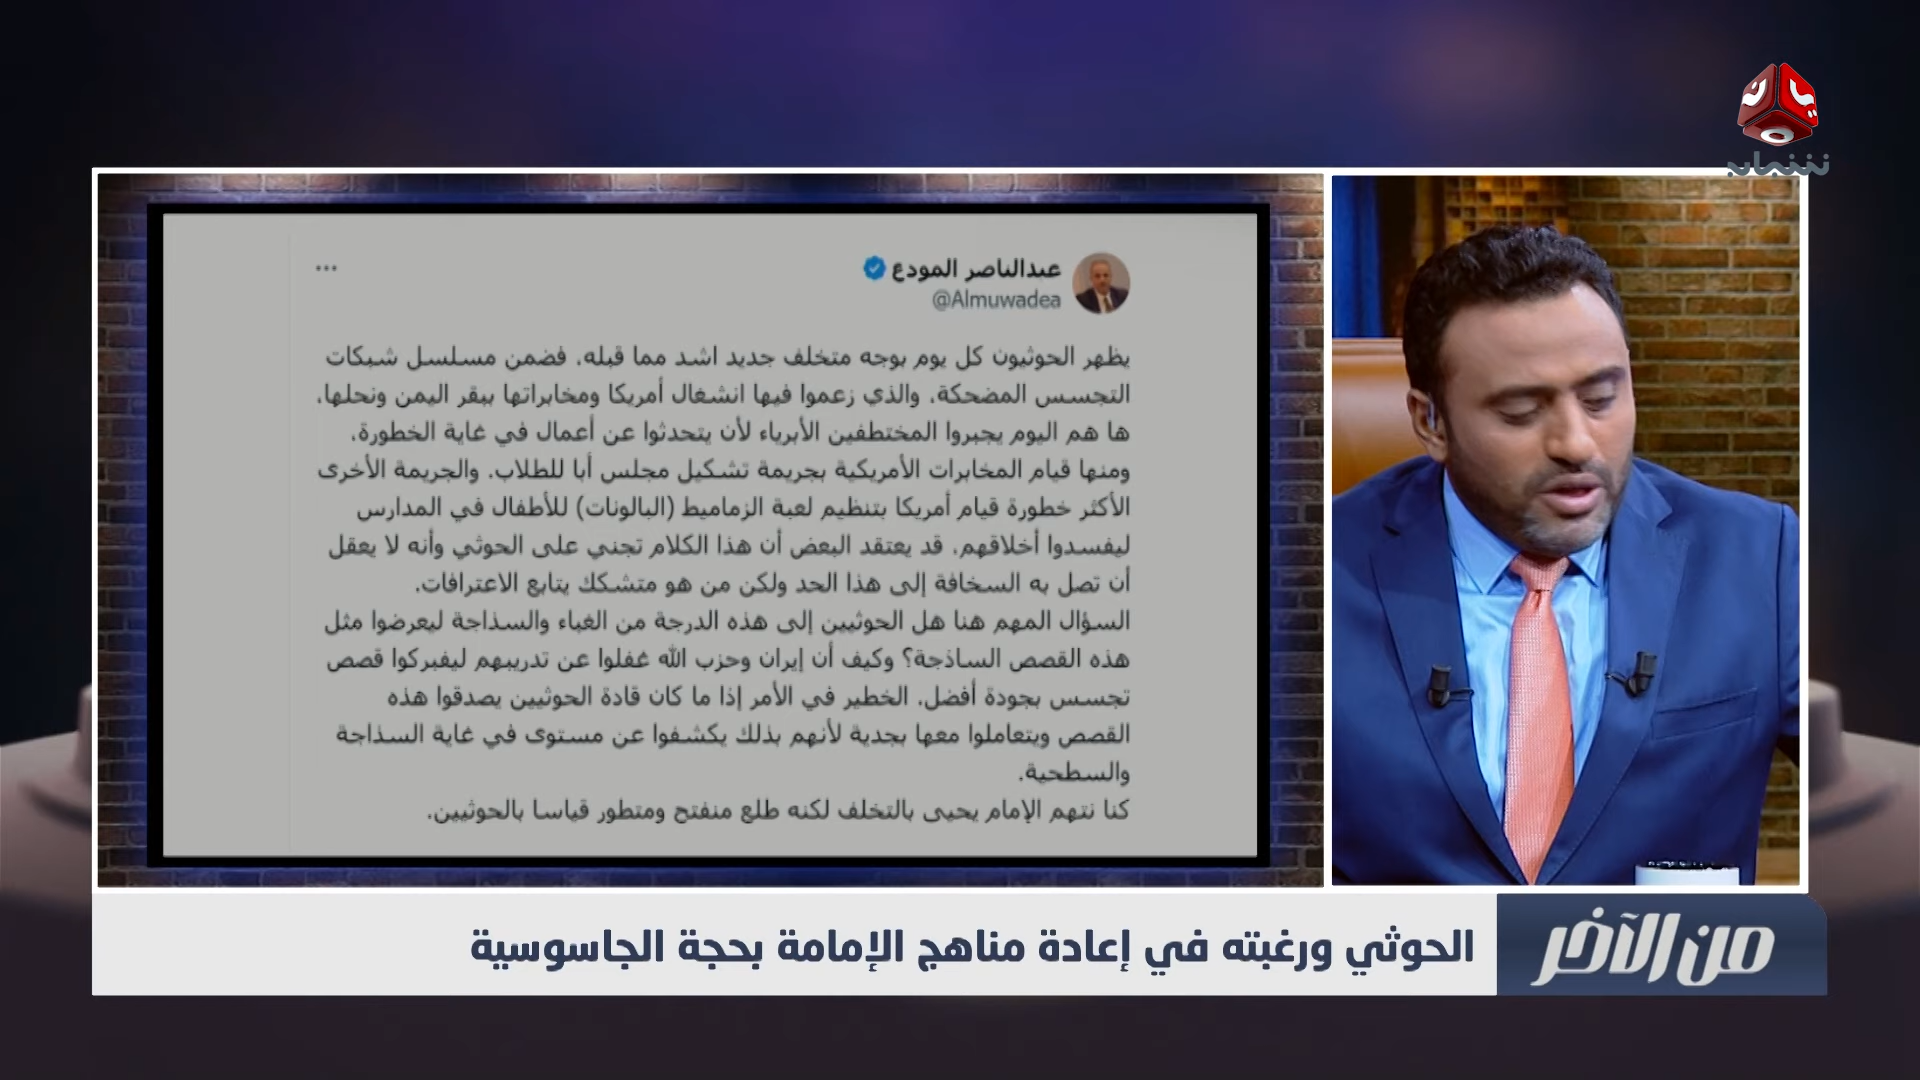 يمن
شباب
عبدالناصر المودع
@Almuwadea
يظهر الحوثيون كل يوم بوجه متخلف جديد اشد مما قبله، فضمن مسلسل شبكات
التجسس المضحكة، والذي زعموا فيها انشغال أمريكا ومخابراتها ببقر اليمن ونحلها،
ها هم اليوم يجبروا المختطفين الأبرياء لأن يتحدثوا عن أعمال في غاية الخطورة،
ومنها قيام المخابرات الأمريكية بجريمة تشكيل مجلس أبا للطلاب، والجريمة الأخرى
الأكثر خطورة قيام أمريكا بتنظيم لعبة الزماميط (البالونات) للأطفال في المدارس
ليفسدوا أخلاقهم، قد يعتقد البعض أن هذا الكلام تجني على الحوثي وأنه لا يعقل
أن تصل به السخافة إلى هذا الحد ولكن من هو متشكك يتابع الاعترافات.
السؤال المهم هنا هل الحوثيين إلى هذه الدرجة من الغباء والسذاجة ليعرضوا مثل
هذه القصص الساذجة؟ وكيف أن إيران وحزب الله غفلوا عن تدريبهم ليفبركوا قصص
تجسس بجودة أفضل، الخطير في الأمر إذا ما كان قادة الحوثيين يصدقوا هذه
القصص ويتعاملوا معها بجدية لأنهم بذلك يكشفوا عن مستوى في غاية السذاجة
والسطحية.
كنا نتهم الإمام يحيى بالتخلف لكنه طلع منفتح ومتطور قياسا بالحوثيين.
من الآخر
الحوثي ورغبته في إعادة مناهج الإمامة بحجة الجاسوسية